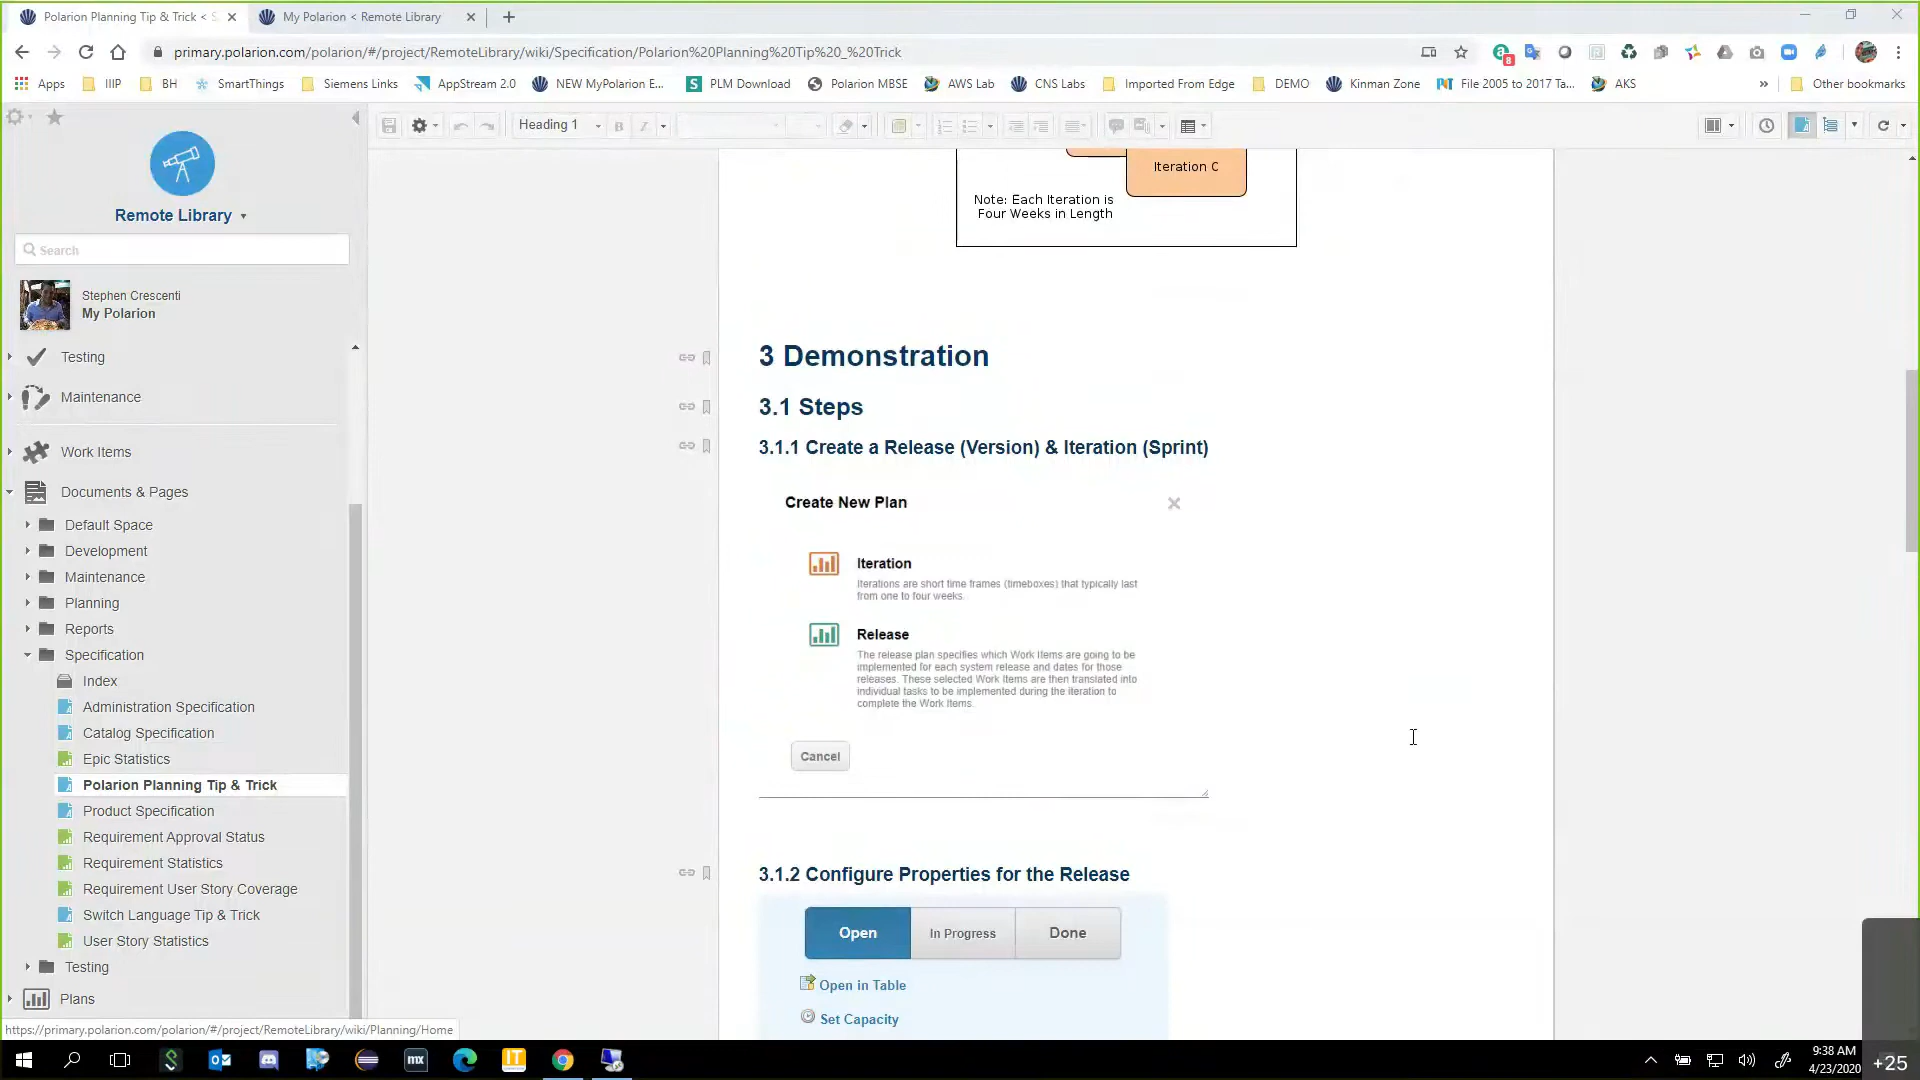 Polarion Planning Tip & Trick < S
My Polarion < Remote Library
primary.polarion.com/polarion/#/project/RemoteLibrary/wiki/Specification/Polarion%20Planning%20Tip%20_%20Trick
8
Apps
IIIP
BH
SmartThings
Siemens Links
AppStream 2.0
NEW MyPolarion E...
PLM Download
Polarion MBSE
AWS Lab
CNS Labs
Imported From Edge
DEMO
Kinman Zone
File 2005 to 2017 Ta...
AKS
»
Other bookmarks
Heading 1
B
I
Remote Library
Search
Stephen Crescenti
My Polarion
Testing
Maintenance
Work Items
Documents & Pages
Default Space
Development
Maintenance
Planning
Reports
Specification
Index
Administration Specification
Catalog Specification
Epic Statistics
Polarion Planning Tip & Trick
Product Specification
Requirement Approval Status
Requirement Statistics
Requirement User Story Coverage
Switch Language Tip & Trick
User Story Statistics
Testing
Plans
https://primary.polarion.com/polarion/#/project/RemoteLibrary/wiki/Planning/Home
Iteration C
Note: Each Iteration is
Four Weeks in Length
3 Demonstration
3.1 Steps
3.1.1 Create a Release (Version) & Iteration (Sprint)
Create New Plan
Iteration
Iterations are short time frames (timeboxes) that typically last
from one to four weeks.
Release
The release plan specifies which Work Items are going to be
implemented for each system release and dates for those
releases. These selected Work Items are then translated into
individual tasks to be implemented during the iteration to
complete the Work Items.
Cancel
3.1.2 Configure Properties for the Release
Open
In Progress
Done
Open in Table
Set Capacity
mx
IT
9:38 AM
4/23/2020
+25